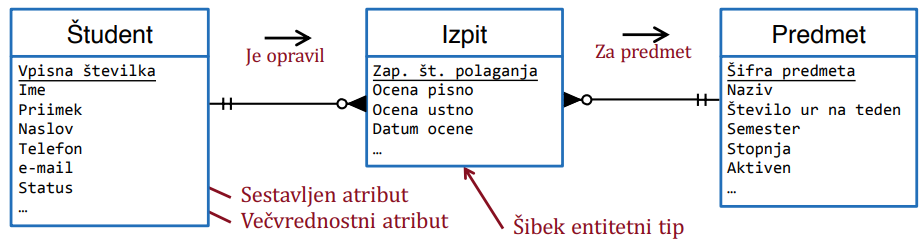 Študent
Vpisna številka
Ime
Priimek
Naslov
Telefon
e-mail
Status
…
Je opravil
Izpit
Zap. št. polaganja
Ocena pisno
Ocena ustno
Datum ocene
…
Za predmet
Predmet
Šifra predmeta
Naziv
Število ur na teden
Semester
Stopnja
Aktiven
…
Sestavljen atribut
Večvrednostni atribut
Šibek entitetni tip